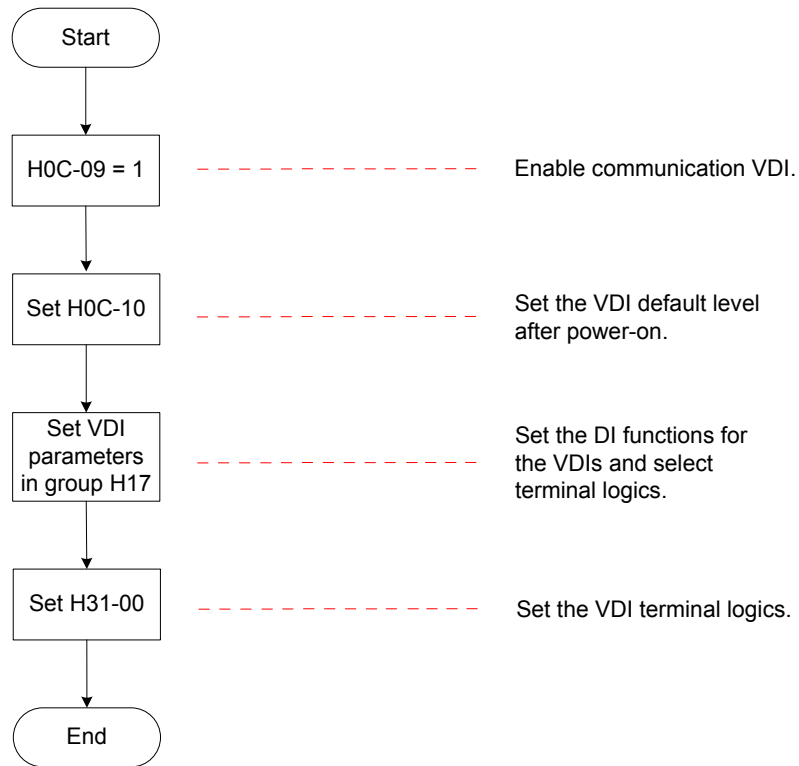 Start
H0C-09 = 1
Enable communication VDI.
Set H0C-10
Set the VDI default level
after power-on.
Set VDI
parameters
in group H17
Set the DI functions for
the VDIs and select
terminal logics.
Set H31-00
Set the VDI terminal logics.
End